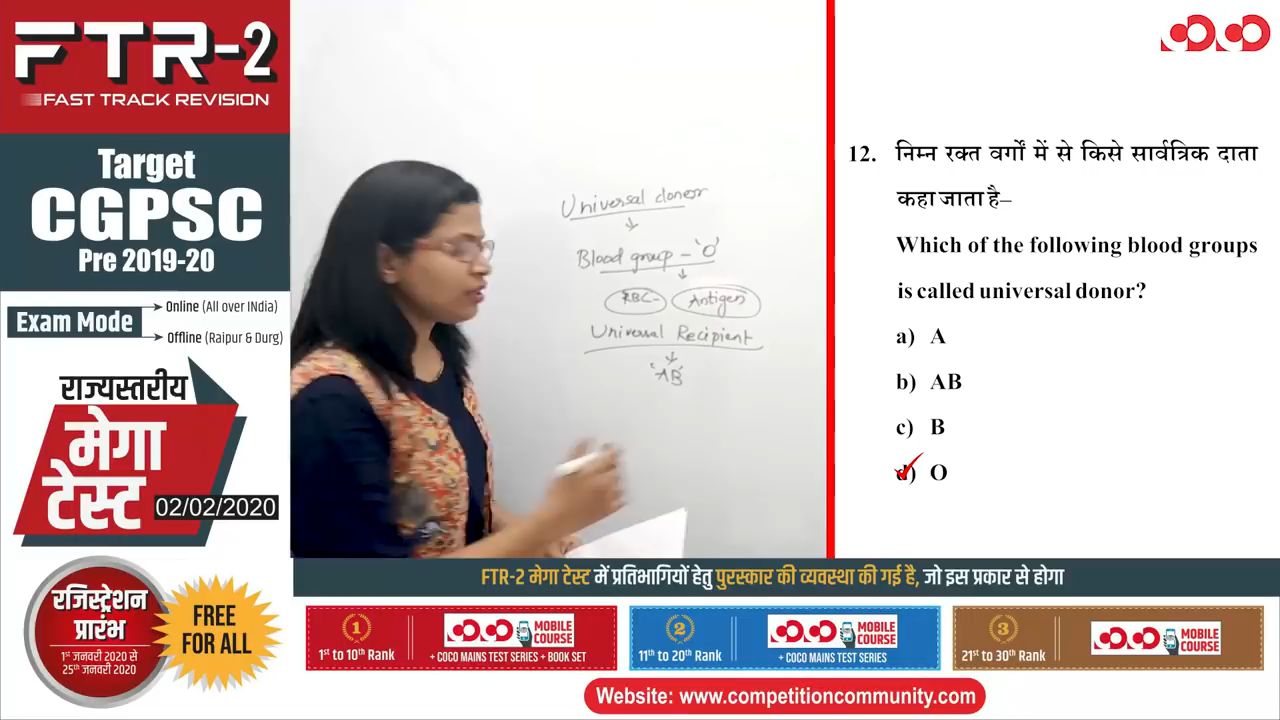 FTR-2
FAST TRACK REVISION
Target
CGPSC
Pre 2019-20
Exam Mode
Online (All over INdia)
Offline (Raipur & Durg)
राज्यस्तरीय
मेगा
टेस्ट
02/02/2020
रजिस्ट्रेशन
प्रारंभ
1st जनवरी 2020 से
25th जनवरी 2020
FREE
FOR ALL
Universal donor
Blood group - 'O'
RBC- Antigen
Universal Recipient
'AB'
COCO
12. निम्न रक्त वर्गों में से किसे सार्वत्रिक दाता
कहा जाता है–
Which of the following blood groups
is called universal donor?
a) A
b) AB
c) B
d) O
FTR-2 मेगा टेस्ट में प्रतिभागियों हेतु पुरस्कार की व्यवस्था की गई है, जो इस प्रकार से होगा
1
1st to 10th Rank
COCO MOBILE
COURSE
+ COCO MAINS TEST SERIES + BOOK SET
2
11th to 20th Rank
COCO MOBILE
COURSE
+ COCO MAINS TEST SERIES
3
21st to 30th Rank
COCO MOBILE
COURSE
Website: www.competitioncommunity.com